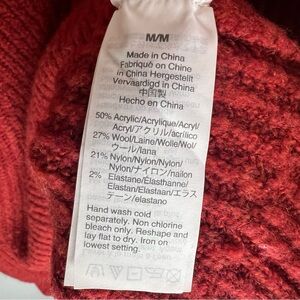 M/M
Made in China
Fabriqué en Chine
In China Hergestellt
Vervaardigd in China
中国製
Hecho en China
50% Acrylic/Acrylique/Acryl/
Acryl/アクリル/acrílico
27% Wool/Laine/Wolle/Wol/
ウール/lana
21% Nylon/Nylon/Nylon/
Nylon/ナイロン/nailon
2% Elastane/Élasthanne/
Elastan/Elastaan/エラス
テーン/elastano
Hand wash cold
separately. Non chlorine
bleach only. Reshape and
lay flat to dry. Iron on
lowest setting.